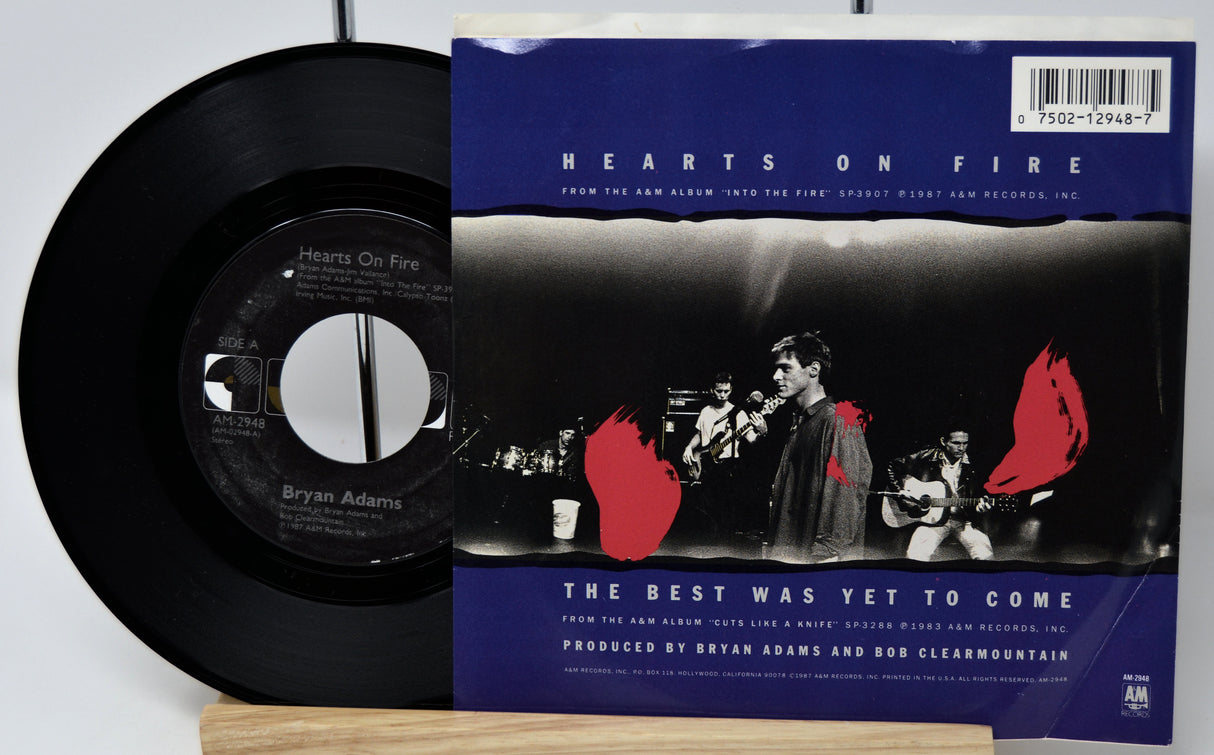 Hearts On Fire
(Bryan Adams-Jim Vallance)
(From the A&M album "Into The Fire" SP-39
Adams Communications, Inc./Calypso Toonz
Irving Music, Inc. (BMI)
SIDE A
AM-2948
(AM-02948-A)
Stereo
Bryan Adams
Produced by Bryan Adams and
Bob Clearmountain
℗1987 A&M Records, Inc.
0 7502-12948-7
HEARTS ON FIRE
FROM THE A&M ALBUM "INTO THE FIRE" SP-3907 ℗1987 A&M RECORDS, INC.
THE BEST WAS YET TO COME
FROM THE A&M ALBUM "CUTS LIKE A KNIFE" SP-3288 ℗1983 A&M RECORDS, INC.
PRODUCED BY BRYAN ADAMS AND BOB CLEARMOUNTAIN
A&M RECORDS, INC., P.O. BOX 118, HOLLYWOOD, CALIFORNIA 90078 ©1987 A&M RECORDS, INC. PRINTED IN THE U.S.A. ALL RIGHTS RESERVED. AM-2948
AM-2948
A&M
RECORDS